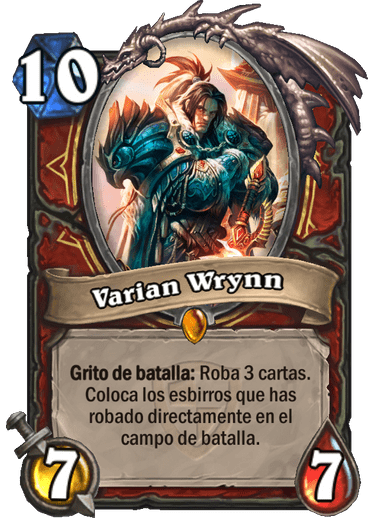 10
Varian Wrynn
Grito de batalla: Roba 3 cartas.
Coloca los esbirros que has
robado directamente en el
campo de batalla.
7
7